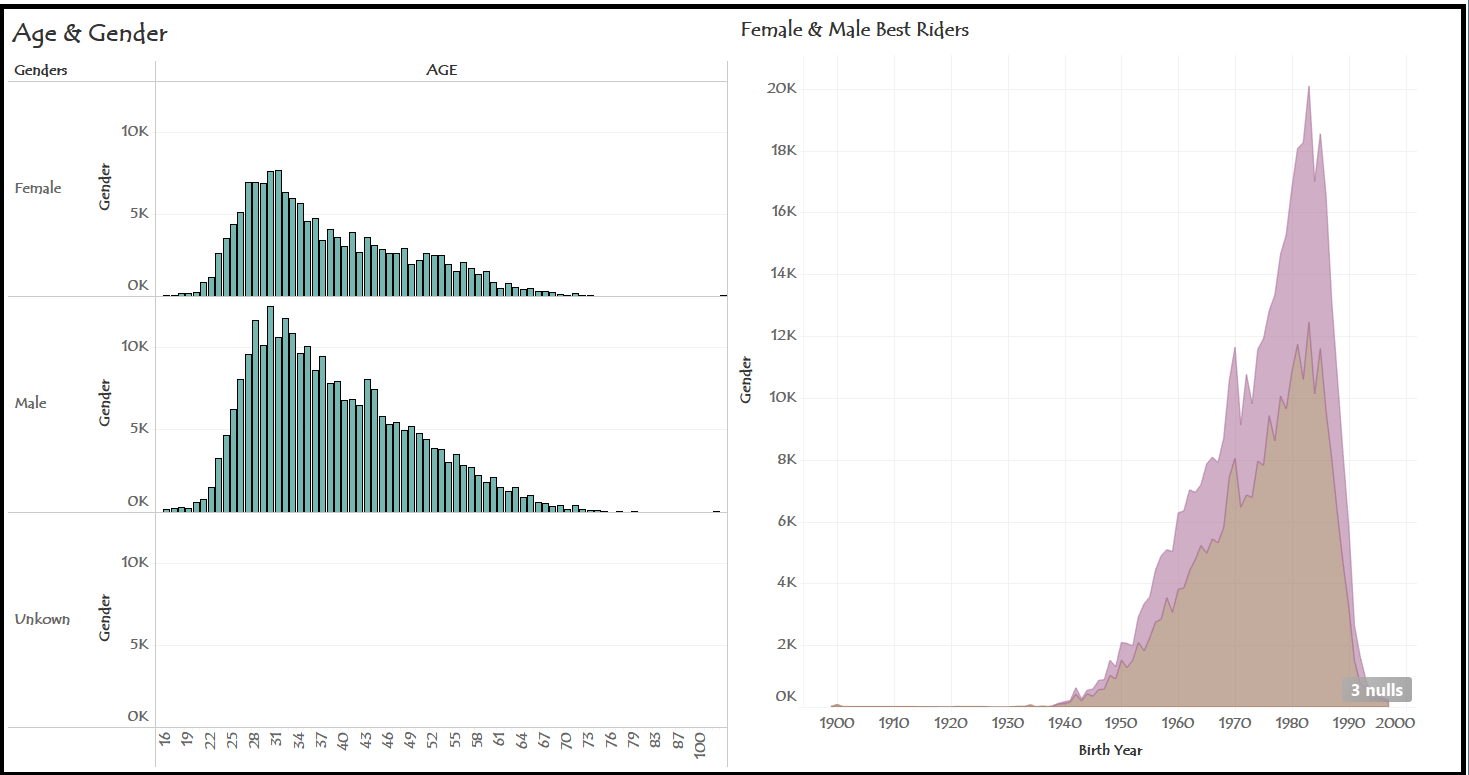 Age & Gender
Genders
AGE
Female
Gender
10K
5K
0K
Male
Gender
10K
5K
0K
Unkown
Gender
10K
5K
0K
16 19 22 25 28 31 34 37 40 43 46 49 52 55 58 61 64 67 70 73 76 79 83 87 100
Female & Male Best Riders
Gender
20K
18K
16K
14K
12K
10K
8K
6K
4K
2K
0K
3 nulls
1900 1910 1920 1930 1940 1950 1960 1970 1980 1990 2000
Birth Year